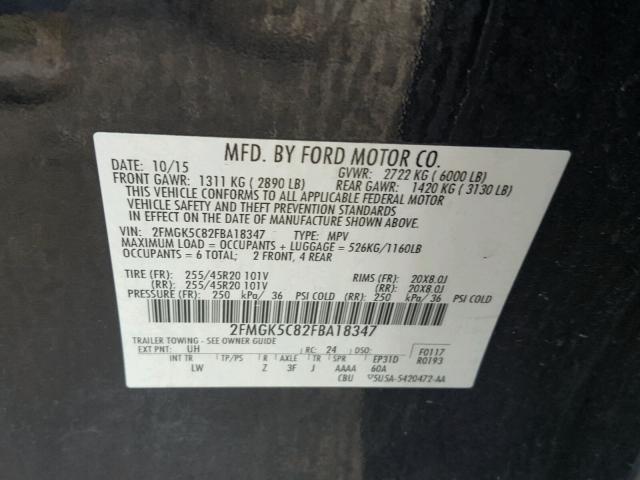 MFD. BY FORD MOTOR CO.
DATE: 10/15 GVWR: 2722 KG ( 6000 LB)
FRONT GAWR: 1311 KG ( 2890 LB) REAR GAWR: 1420 KG ( 3130 LB)
THIS VEHICLE CONFORMS TO ALL APPLICABLE FEDERAL MOTOR
VEHICLE SAFETY AND THEFT PREVENTION STANDARDS
IN EFFECT ON THE DATE OF MANUFACTURE SHOWN ABOVE.
VIN: 2FMGK5C82FBA18347 TYPE: MPV
MAXIMUM LOAD = OCCUPANTS + LUGGAGE = 526KG/1160LB
OCCUPANTS = 6 TOTAL; 2 FRONT, 4 REAR
TIRE (FR): 255/45R20 101V RIMS (FR): 20X8.0J
(RR): 255/45R20 101V (RR): 20X8.0J
PRESSURE (FR): 250 kPa/ 36 PSI COLD (RR): 250 kPa/ 36 PSI COLD
2FMGK5C82FBA18347
TRAILER TOWING - SEE OWNER GUIDE
EXT PNT: UH RC: 24 DSO: F0117
INT TR TP/PS R AXLE TR SPR EP31D R0193
LW Z 3F J AAAA 60A
CBU 5U5A-5420472-AA